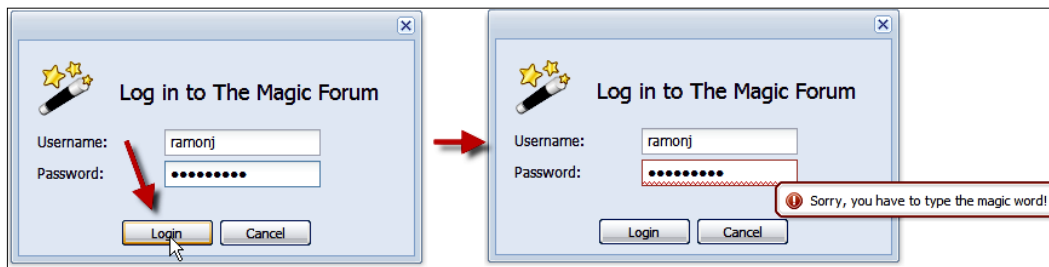 Log in to The Magic Forum
Username: ramonj
Password: •••••••••
Login Cancel
Log in to The Magic Forum
Username: ramonj
Password: •••••••••
Sorry, you have to type the magic word!
Login Cancel